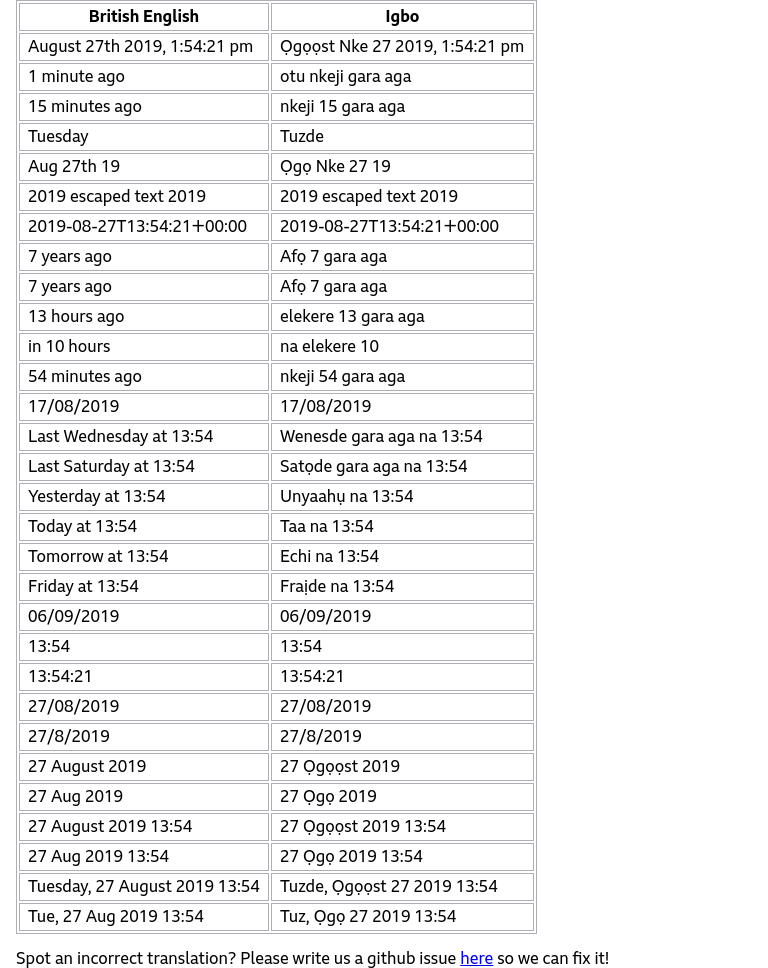 British English Igbo
August 27th 2019, 1:54:21 pm Ọgọọst Nke 27 2019, 1:54:21 pm
1 minute ago otu nkeji gara aga
15 minutes ago nkeji 15 gara aga
Tuesday Tuzde
Aug 27th 19 Ọgọ Nke 27 19
2019 escaped text 2019 2019 escaped text 2019
2019-08-27T13:54:21+00:00 2019-08-27T13:54:21+00:00
7 years ago Afọ 7 gara aga
7 years ago Afọ 7 gara aga
13 hours ago elekere 13 gara aga
in 10 hours na elekere 10
54 minutes ago nkeji 54 gara aga
17/08/2019 17/08/2019
Last Wednesday at 13:54 Wenesde gara aga na 13:54
Last Saturday at 13:54 Satọde gara aga na 13:54
Yesterday at 13:54 Unyaahụ na 13:54
Today at 13:54 Taa na 13:54
Tomorrow at 13:54 Echi na 13:54
Friday at 13:54 Fraịde na 13:54
06/09/2019 06/09/2019
13:54 13:54
13:54:21 13:54:21
27/08/2019 27/08/2019
27/8/2019 27/8/2019
27 August 2019 27 Ọgọọst 2019
27 Aug 2019 27 Ọgọ 2019
27 August 2019 13:54 27 Ọgọọst 2019 13:54
27 Aug 2019 13:54 27 Ọgọ 2019 13:54
Tuesday, 27 August 2019 13:54 Tuzde, Ọgọọst 27 2019 13:54
Tue, 27 Aug 2019 13:54 Tuz, Ọgọ 27 2019 13:54
Spot an incorrect translation? Please write us a github issue here so we can fix it!